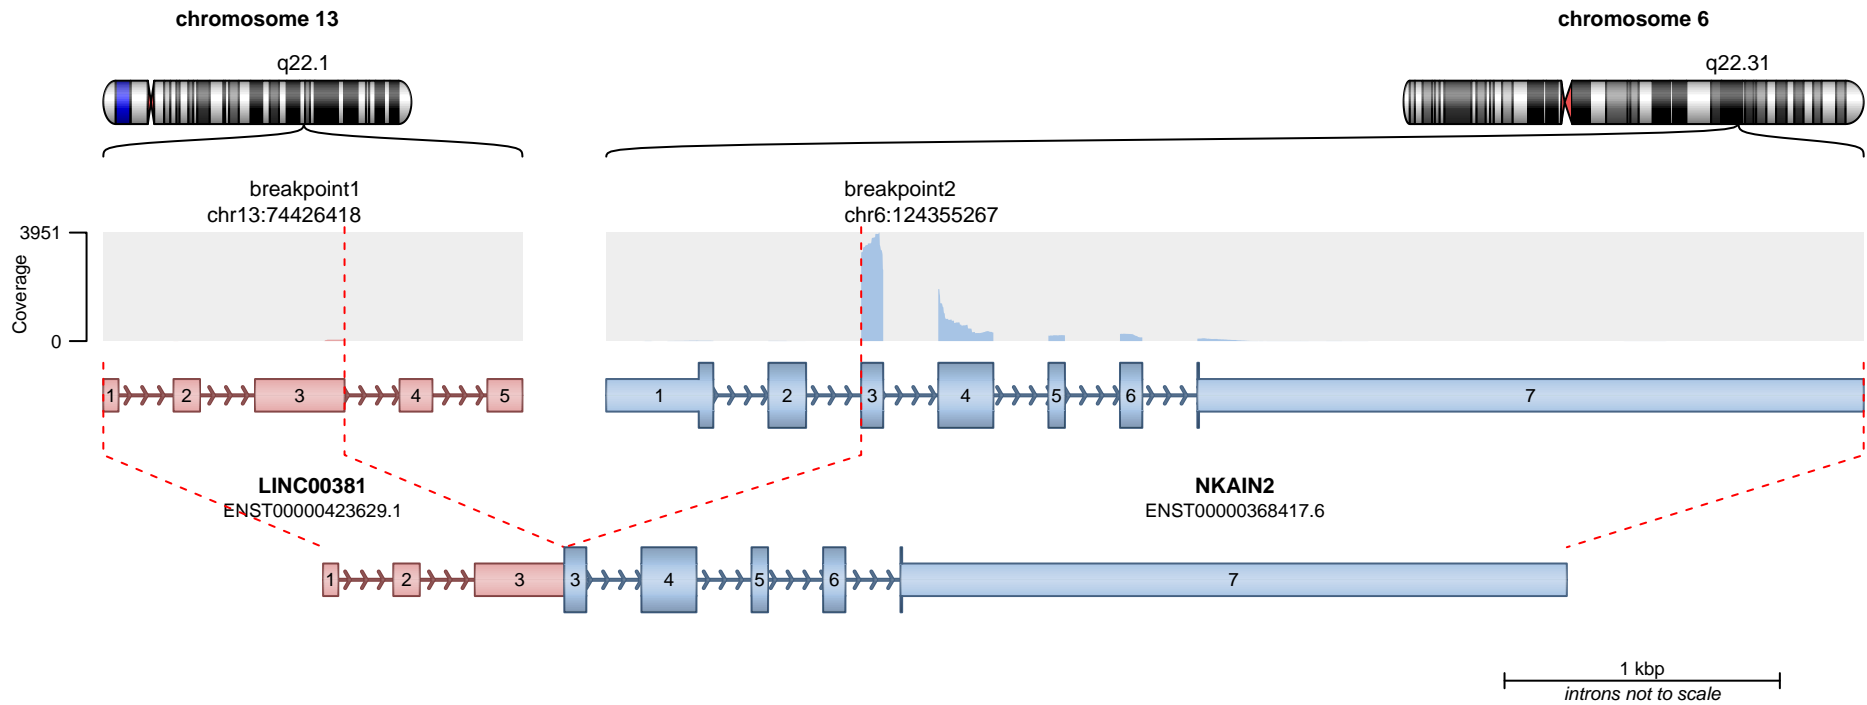 chromosome 13
chromosome 6
q22.1
q22.31
breakpoint1
chr13:74426418
breakpoint2
chr6:124355267
3951
Coverage
0
1 2 3 4 5
1 2 3 4 5 6 7
LINC00381
ENST00000423629.1
NKAIN2
ENST00000368417.6
1 2 3 3 4 5 6 7
1 kbp
introns not to scale